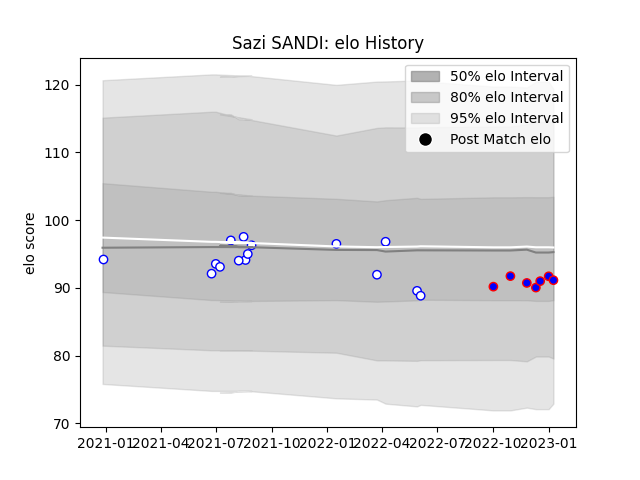 Sazi SANDI: elo History
50% elo Interval
80% elo Interval
95% elo Interval
Post Match elo
elo score
120
110
100
90
80
70
2021-01 2021-04 2021-07 2021-10 2022-01 2022-04 2022-07 2022-10 2023-01